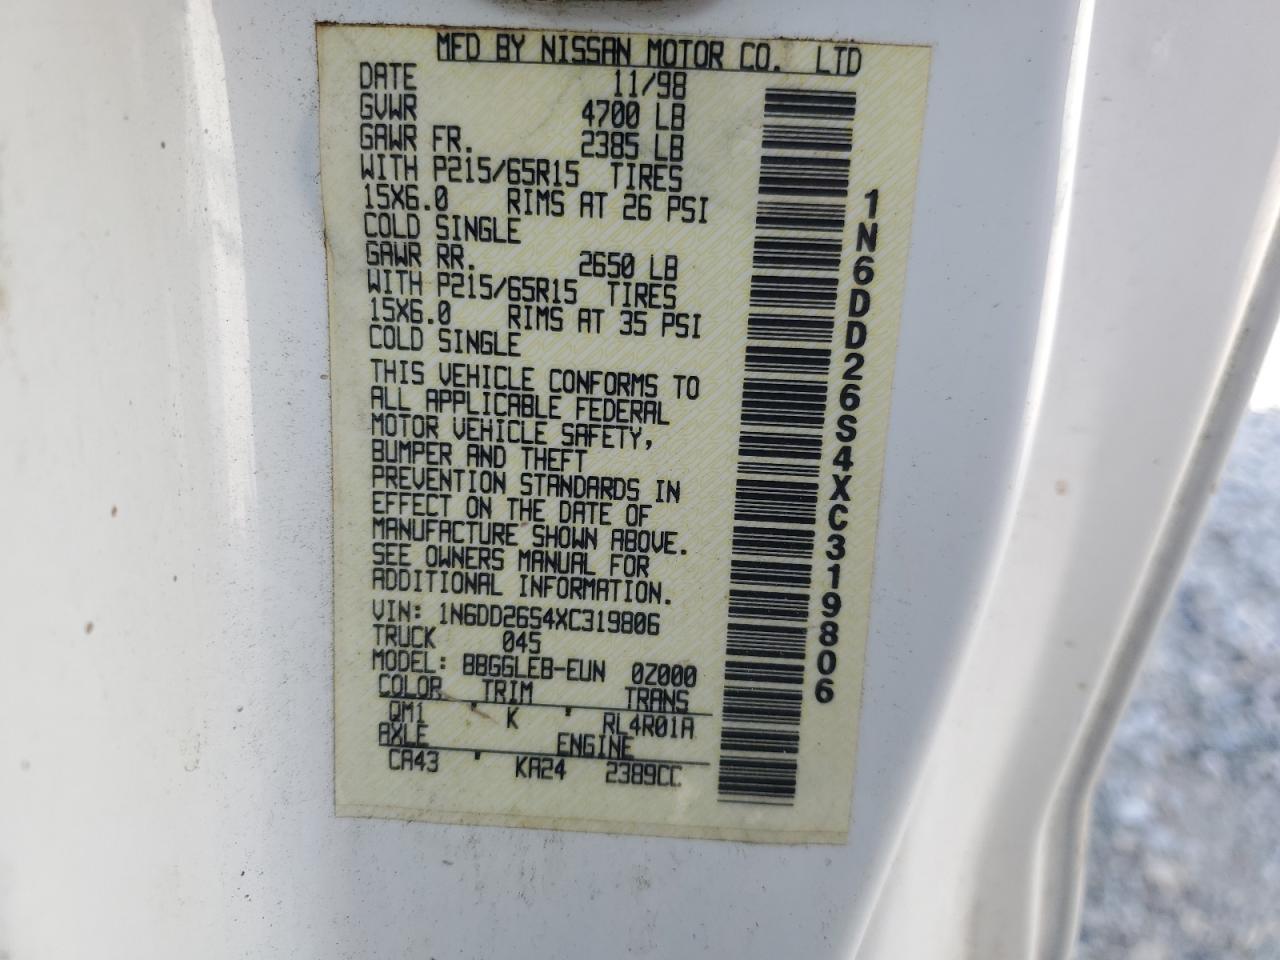 MFD BY NISSAN MOTOR CO. LTD
DATE 11/98
GVWR 4700 LB
GAWR FR. 2385 LB
WITH P215/65R15 TIRES
15X6.0 RIMS AT 26 PSI
COLD SINGLE
GAWR RR. 2650 LB
WITH P215/65R15 TIRES
15X6.0 RIMS AT 35 PSI
COLD SINGLE
THIS VEHICLE CONFORMS TO
ALL APPLICABLE FEDERAL
MOTOR VEHICLE SAFETY,
BUMPER AND THEFT
PREVENTION STANDARDS IN
EFFECT ON THE DATE OF
MANUFACTURE SHOWN ABOVE.
SEE OWNERS MANUAL FOR
ADDITIONAL INFORMATION.
VIN: 1N6DD26S4XC319806
TRUCK 045
MODEL: BBGGLEB-EUN 0Z000
COLOR TRIM TRANS
QM1 K RL4R01A
AXLE ENGINE
CA43 KA24 2389CC
1N6DD26S4XC319806